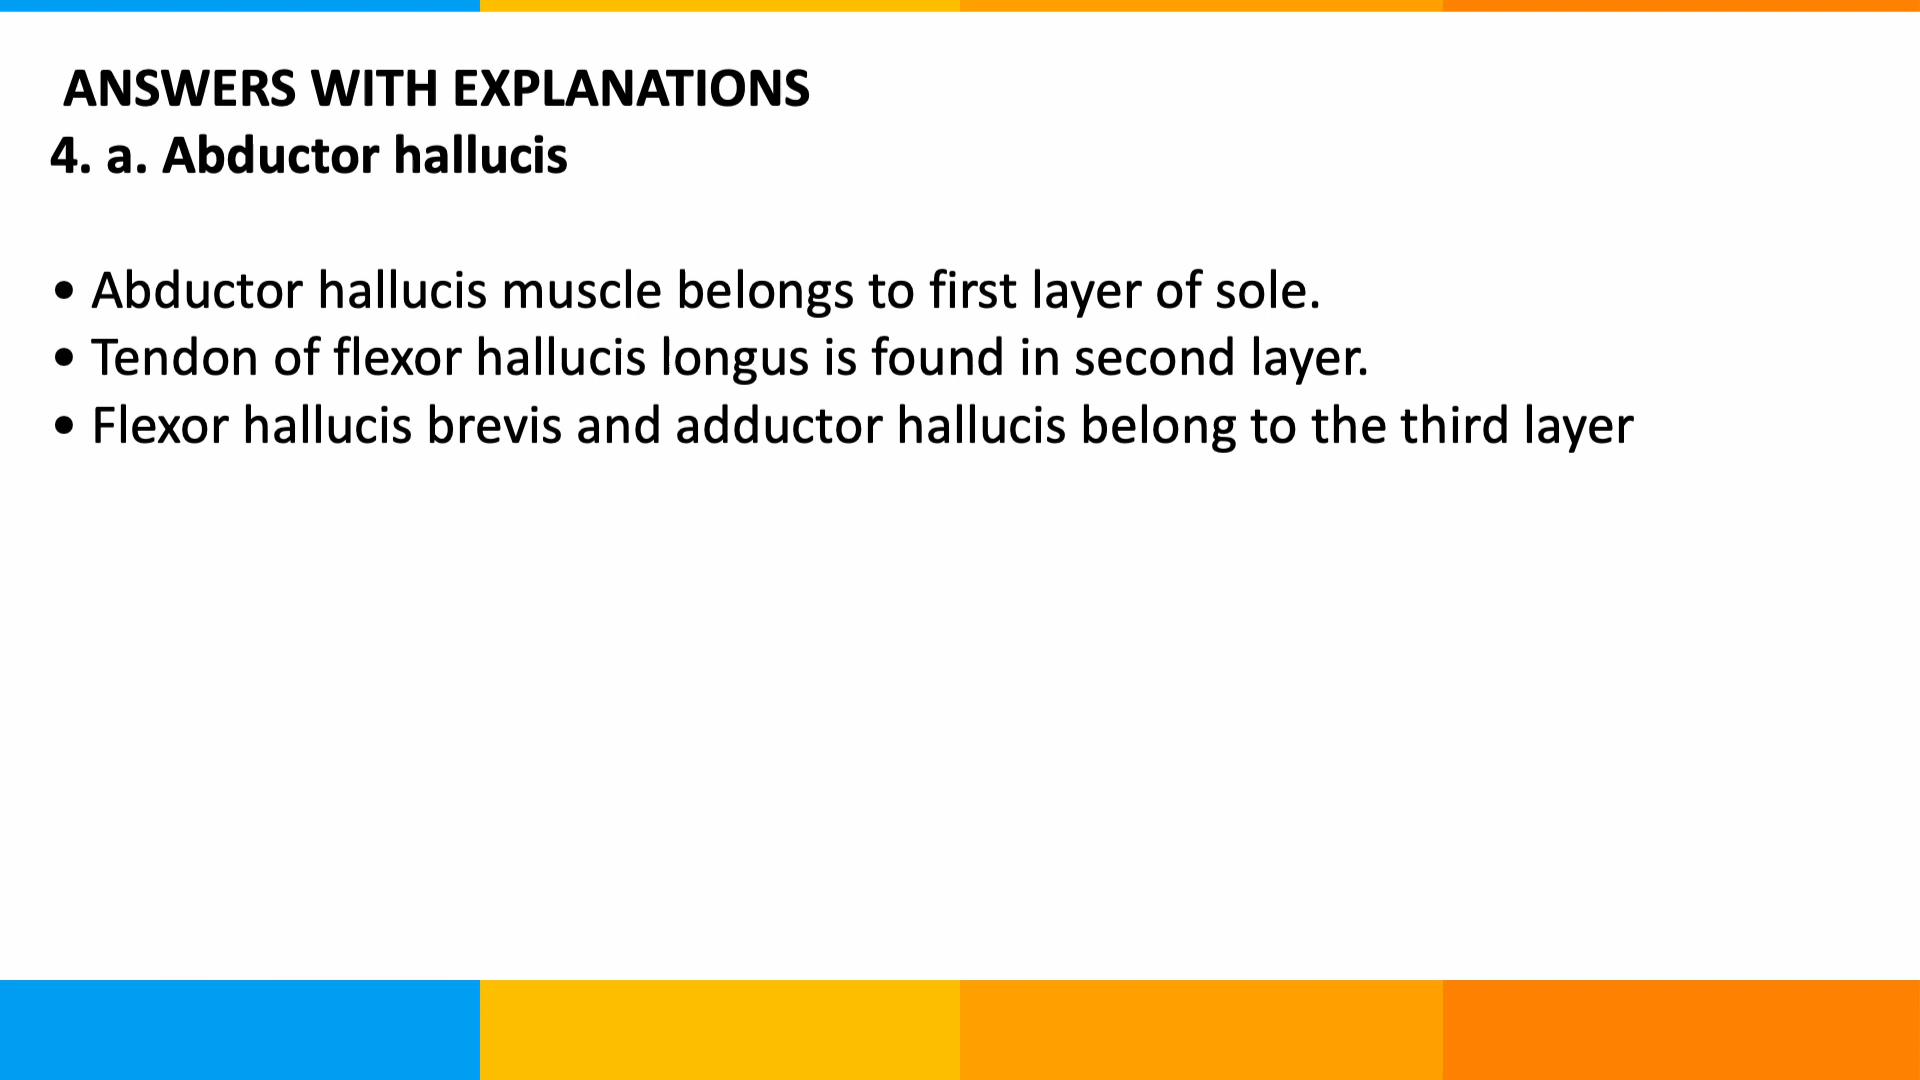 ANSWERS WITH EXPLANATIONS
4. a. Abductor hallucis
• Abductor hallucis muscle belongs to first layer of sole.
• Tendon of flexor hallucis longus is found in second layer.
• Flexor hallucis brevis and adductor hallucis belong to the third layer